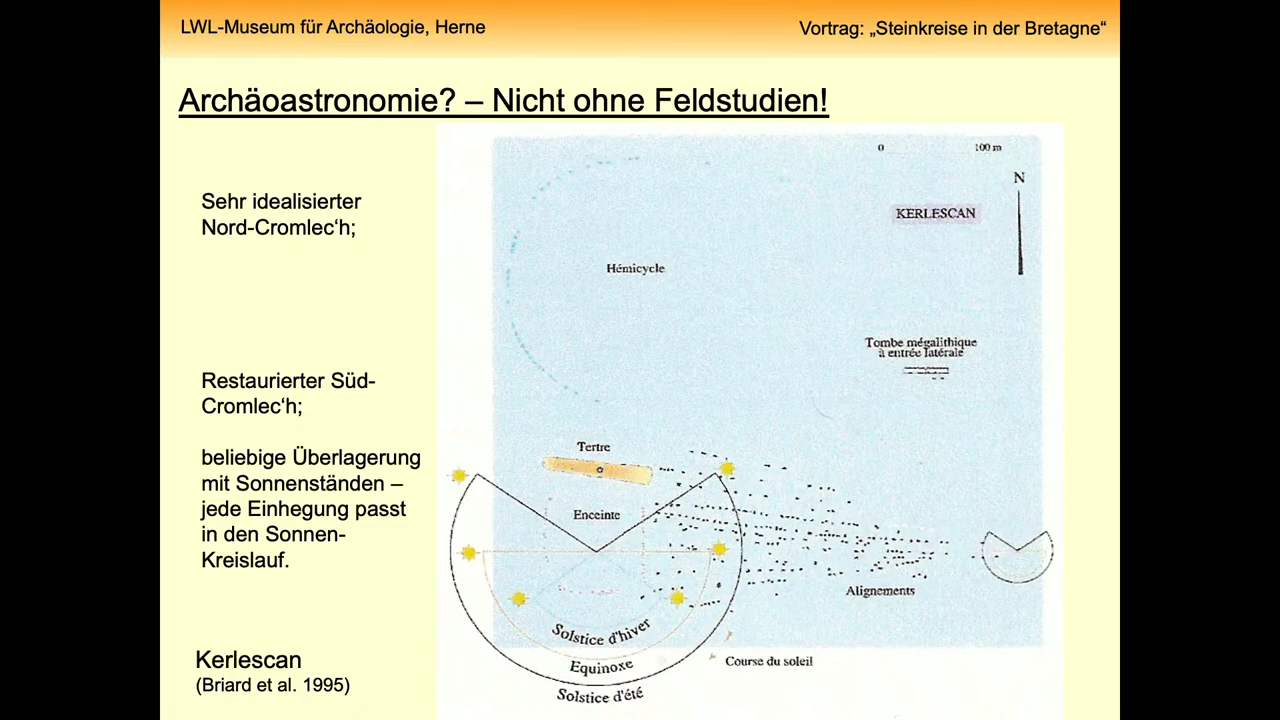 LWL-Museum für Archäologie, Herne
Vortrag: „Steinkreise in der Bretagne“
Archäoastronomie? – Nicht ohne Feldstudien!
0 100 m
N
Sehr idealisierter
Nord-Cromlec‘h;
KERLESCAN
Hémicycle
Tombe mégalithique
à entrée latérale
Restaurierter Süd-
Cromlec‘h;
beliebige Überlagerung
mit Sonnenständen –
jede Einhegung passt
in den Sonnen-
Kreislauf.
Tertre
Enceinte
Alignements
Solstice d'hiver
Equinoxe
Solstice d'été
Course du soleil
Kerlescan
(Briard et al. 1995)